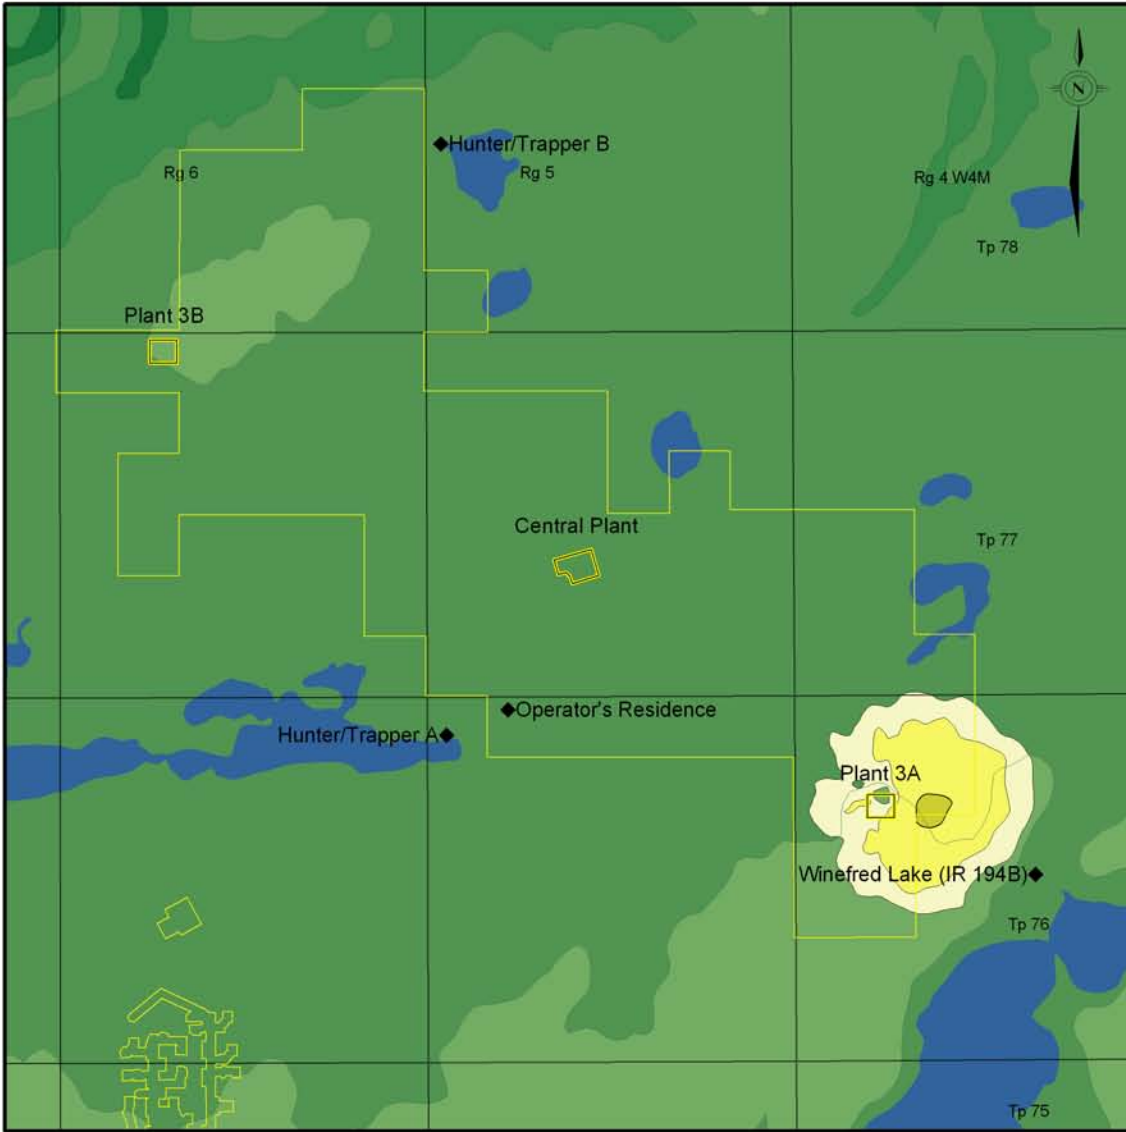 N
Hunter/Trapper B
Rg 6
Rg 5
Rg 4 W4M
Tp 78
Plant 3B
Central Plant
Tp 77
Operator's Residence
Hunter/Trapper A
Plant 3A
Winefred Lake (IR 194B)
Tp 76
Tp 75